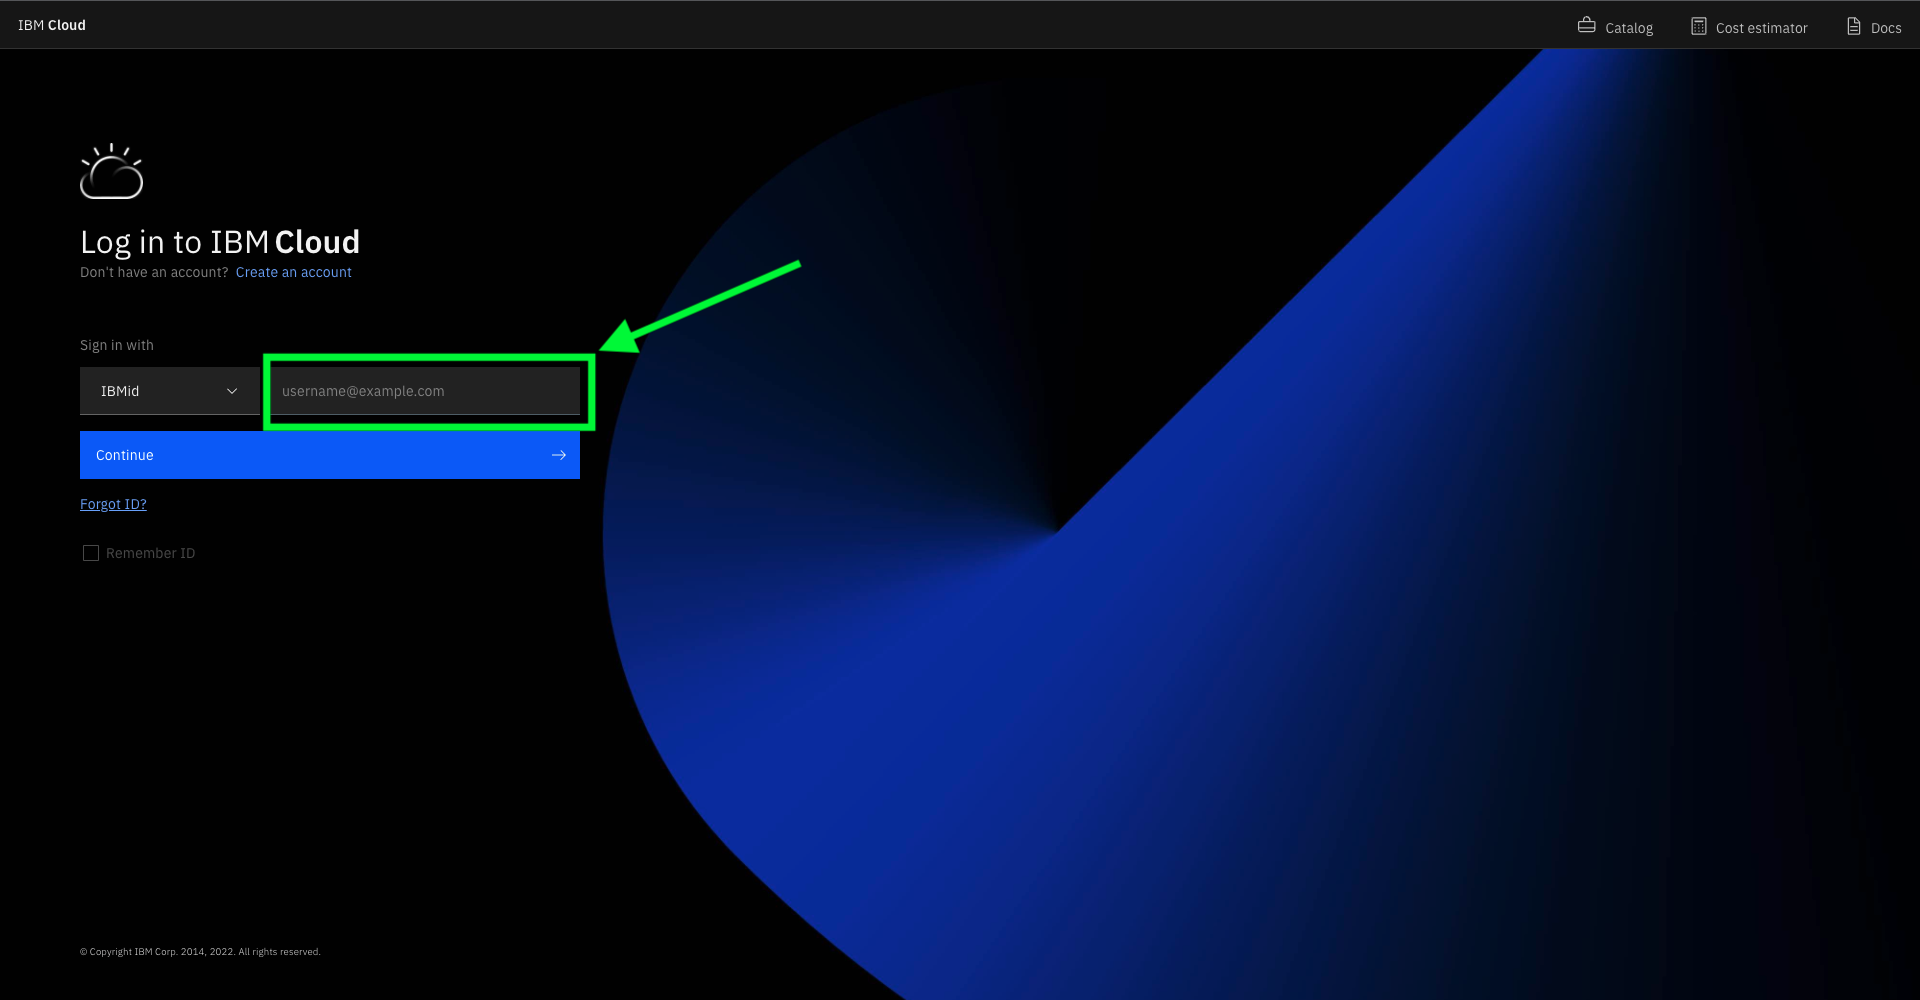 IBM Cloud
Catalog
Cost estimator
Docs
Log in to IBM Cloud
Don't have an account? Create an account
Sign in with
IBMid
username@example.com
Continue
Forgot ID?
Remember ID
© Copyright IBM Corp. 2014, 2022. All rights reserved.